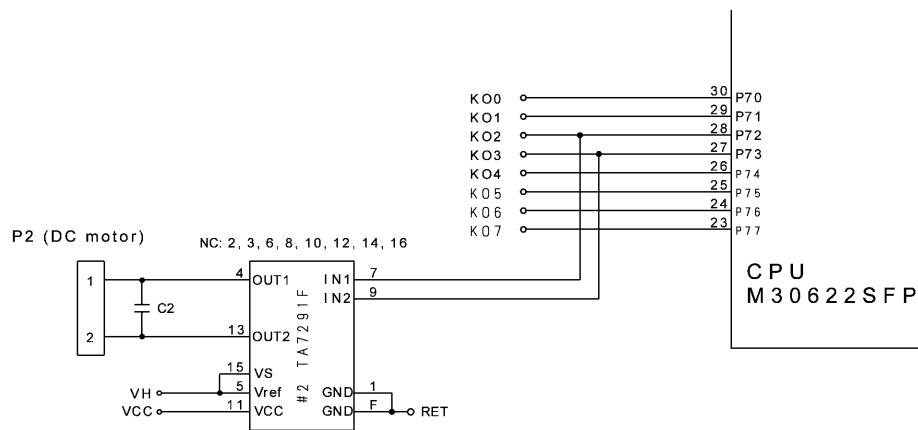 KO0 30 P70
KO1 29 P71
KO2 28 P72
KO3 27 P73
KO4 26 P74
KO5 25 P75
KO6 24 P76
KO7 23 P77
CPU
M30622SFP
P2 (DC motor)
NC: 2, 3, 6, 8, 10, 12, 14, 16
1
2
C2
4 OUT1
13 OUT2
15 VS
VH 5 Vref
VCC 11 VCC
#2 TA7291F
IN1 7
IN2 9
GND 1
GND F RET